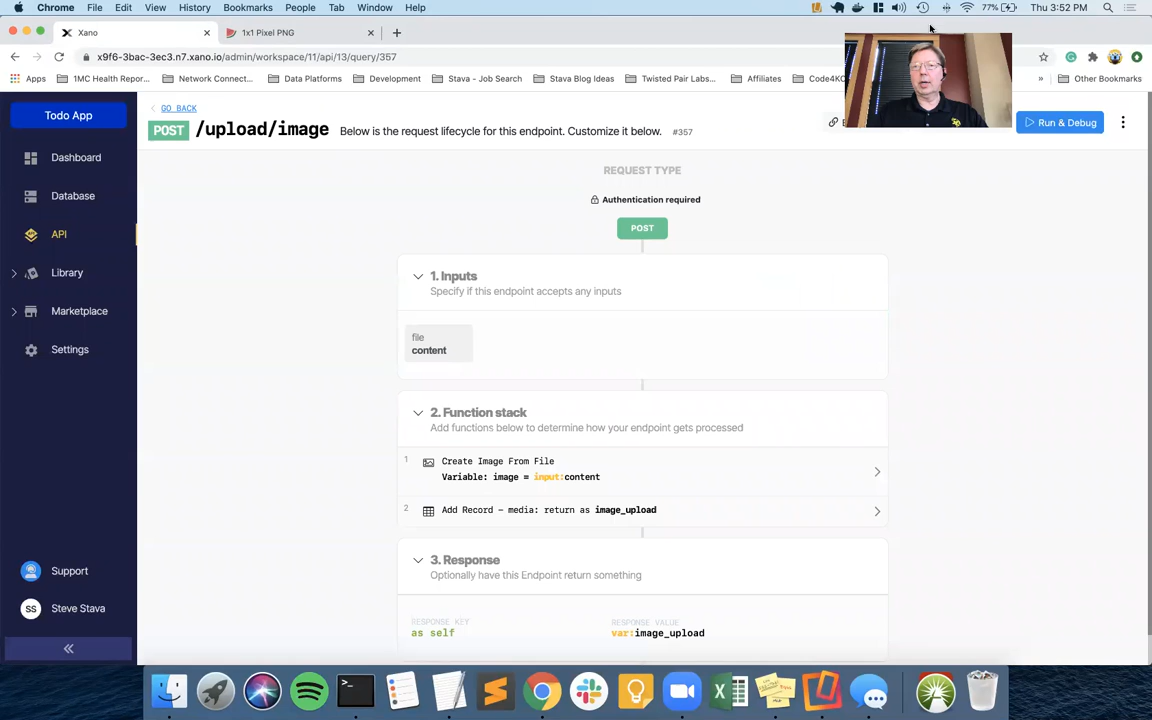 Chrome File Edit View History Bookmarks People Tab Window Help 77% Thu 3:52 PM
Xano 1x1 Pixel PNG
x9f6-3bac-3ec3.n7.xano.io/admin/workspace/11/api/13/query/357
Apps 1MC Health Repor... Network Connect... Data Platforms Development Stava - Job Search Stava Blog Ideas Twisted Pair Labs... Affiliates Code4KC » Other Bookmarks
Todo App
GO BACK
POST /upload/image Below is the request lifecycle for this endpoint. Customize it below. #357
Run & Debug
Dashboard
Database
API
Library
Marketplace
Settings
Support
SS Steve Stava
REQUEST TYPE
Authentication required
POST
1. Inputs
Specify if this endpoint accepts any inputs
file
content
2. Function stack
Add functions below to determine how your endpoint gets processed
1 Create Image From File
Variable: image = input:content
2 Add Record – media: return as image_upload
3. Response
Optionally have this Endpoint return something
RESPONSE KEY RESPONSE VALUE
as self var:image_upload